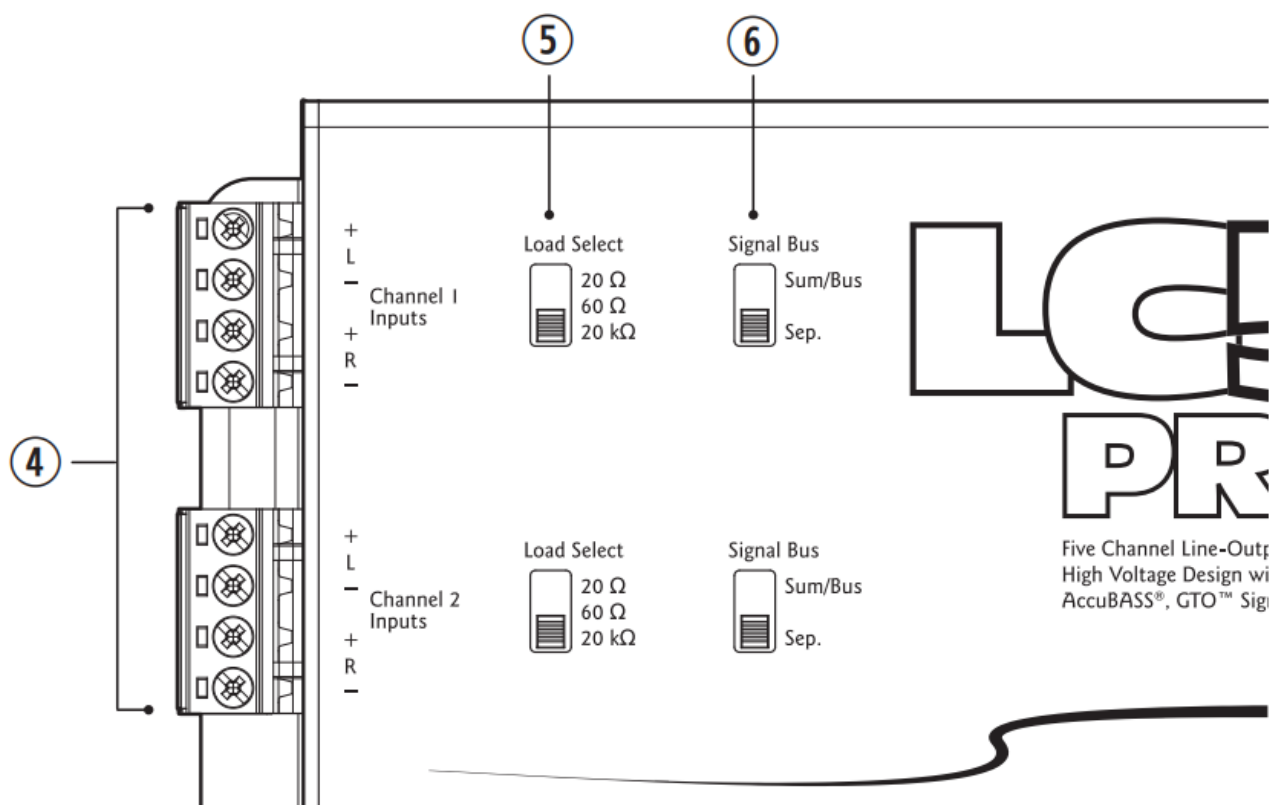 5
6
4
+
L
–
+
R
–
Channel 1
Inputs
Load Select
20 Ω
60 Ω
20 kΩ
Signal Bus
Sum/Bus
Sep.
LC5
PR
+
L
–
+
R
–
Channel 2
Inputs
Load Select
20 Ω
60 Ω
20 kΩ
Signal Bus
Sum/Bus
Sep.
Five Channel Line-Outp
High Voltage Design wi
AccuBASS®, GTO™ Sig